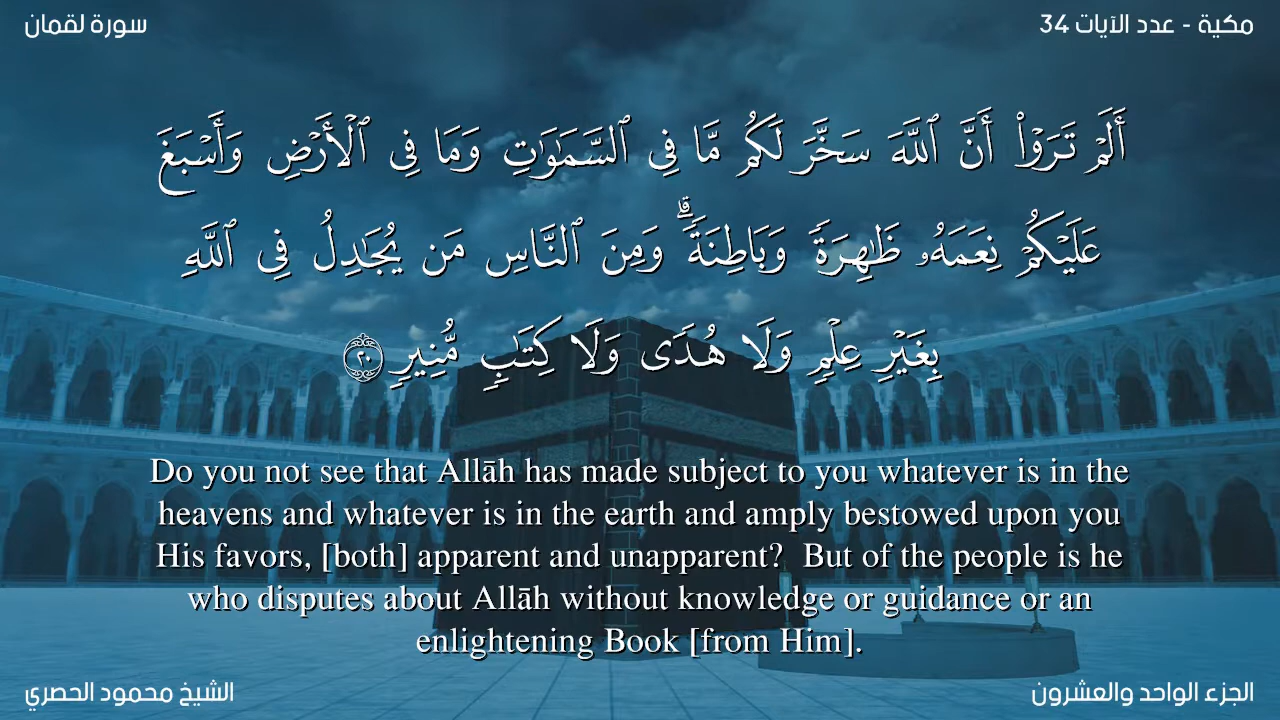 مكية - عدد الآيات 34
سورة لقمان
أَلَمْ تَرَوْا۟ أَنَّ ٱللَّهَ سَخَّرَ لَكُم مَّا فِى ٱلسَّمَـٰوَٰتِ وَمَا فِى ٱلْأَرْضِ وَأَسْبَغَ
عَلَيْكُمْ نِعَمَهُۥ ظَـٰهِرَةً وَبَاطِنَةً ۗ وَمِنَ ٱلنَّاسِ مَن يُجَـٰدِلُ فِى ٱللَّهِ
بِغَيْرِ عِلْمٍ وَلَا هُدًى وَلَا كِتَـٰبٍ مُّنِيرٍ ٢٠
Do you not see that Allāh has made subject to you whatever is in the
heavens and whatever is in the earth and amply bestowed upon you
His favors, [both] apparent and unapparent?  But of the people is he
who disputes about Allāh without knowledge or guidance or an
enlightening Book [from Him].
الجزء الواحد والعشرون
الشيخ محمود الحصري